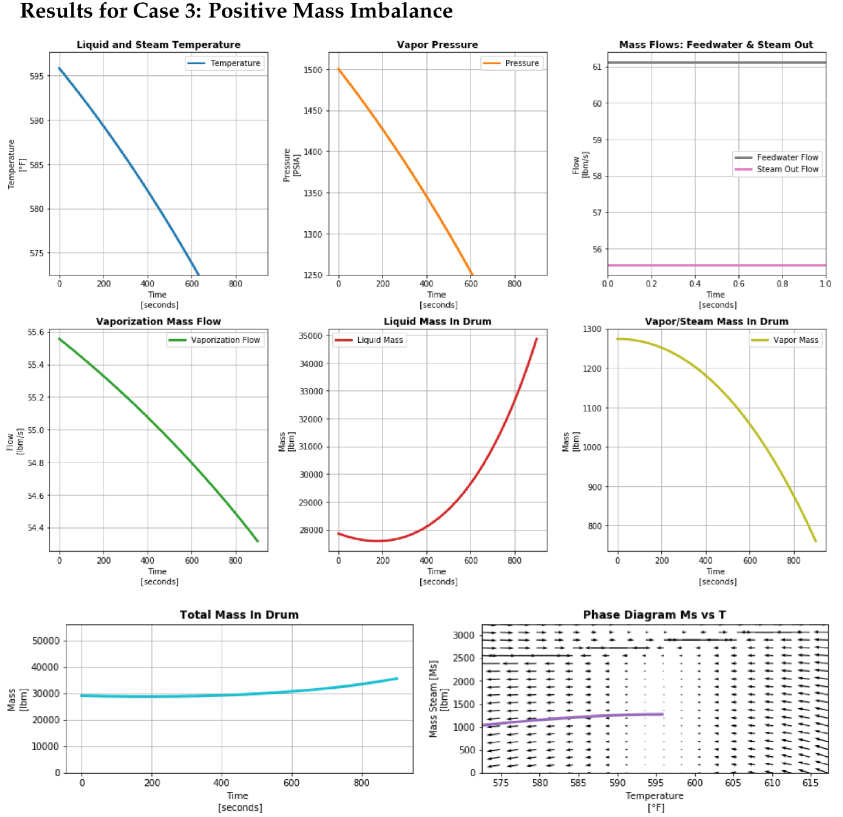 Results for Case 3: Positive Mass Imbalance
Liquid and Steam Temperature
Temperature
595
590
585
580
575
Temperature
[°F]
0 200 400 600 800
Time
[seconds]
Vapor Pressure
Pressure
1500
1450
1400
1350
1300
1250
Pressure
[PSIA]
0 200 400 600 800
Time
[seconds]
Mass Flows: Feedwater & Steam Out
61
60
59
58
57
56
Flow
[lbm/s]
Feedwater Flow
Steam Out Flow
0.0 0.2 0.4 0.6 0.8 1.0
Time
[seconds]
Vaporization Mass Flow
Vaporization Flow
55.6
55.4
55.2
55.0
54.8
54.6
54.4
Flow
[lbm/s]
0 200 400 600 800
Time
[seconds]
Liquid Mass In Drum
Liquid Mass
35000
34000
33000
32000
31000
30000
29000
28000
Mass
[lbm]
0 200 400 600 800
Time
[seconds]
Vapor/Steam Mass In Drum
Vapor Mass
1300
1200
1100
1000
900
800
Mass
[lbm]
0 200 400 600 800
Time
[seconds]
Total Mass In Drum
50000
40000
30000
20000
10000
0
Mass
[lbm]
0 200 400 600 800
Time
[seconds]
Phase Diagram Ms vs T
3000
2500
2000
1500
1000
500
0
Mass Steam [Ms]
[lbm]
575 580 585 590 595 600 605 610 615
Temperature
[°F]